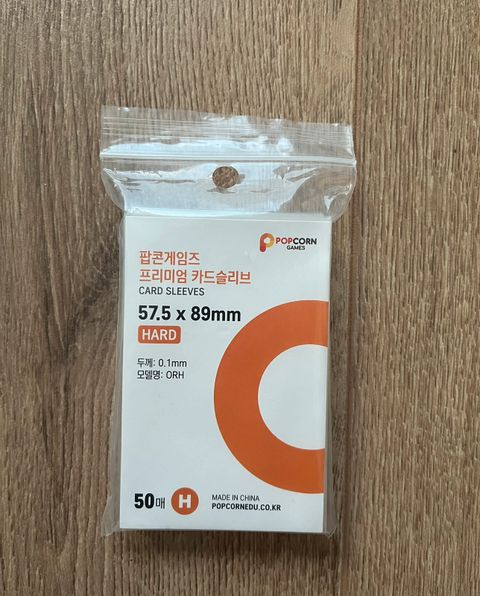 POPCORN
GAMES
팝콘게임즈
프리미엄 카드슬리브
CARD SLEEVES
57.5 x 89mm
HARD
두께: 0.1mm
모델명: ORH
50매 H
MADE IN CHINA
POPCORNEDU.CO.KR